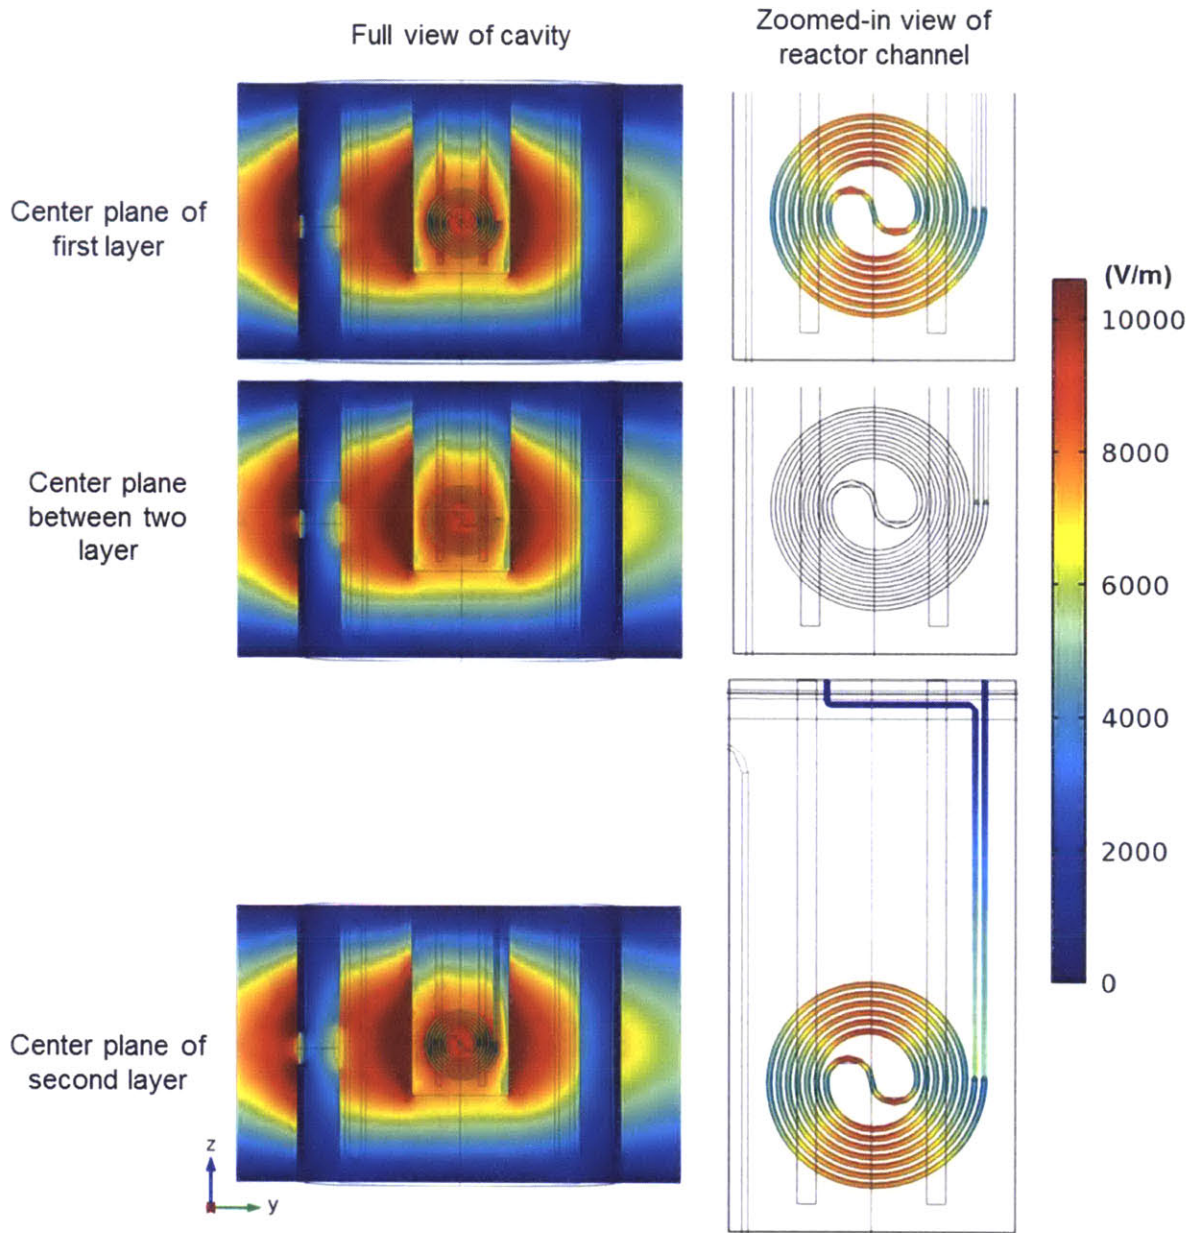 Full view of cavity
Zoomed-in view of
reactor channel
Center plane of
first layer
(V/m)
10000
8000
Center plane
between two
layer
6000
4000
2000
0
Center plane of
second layer
z
y